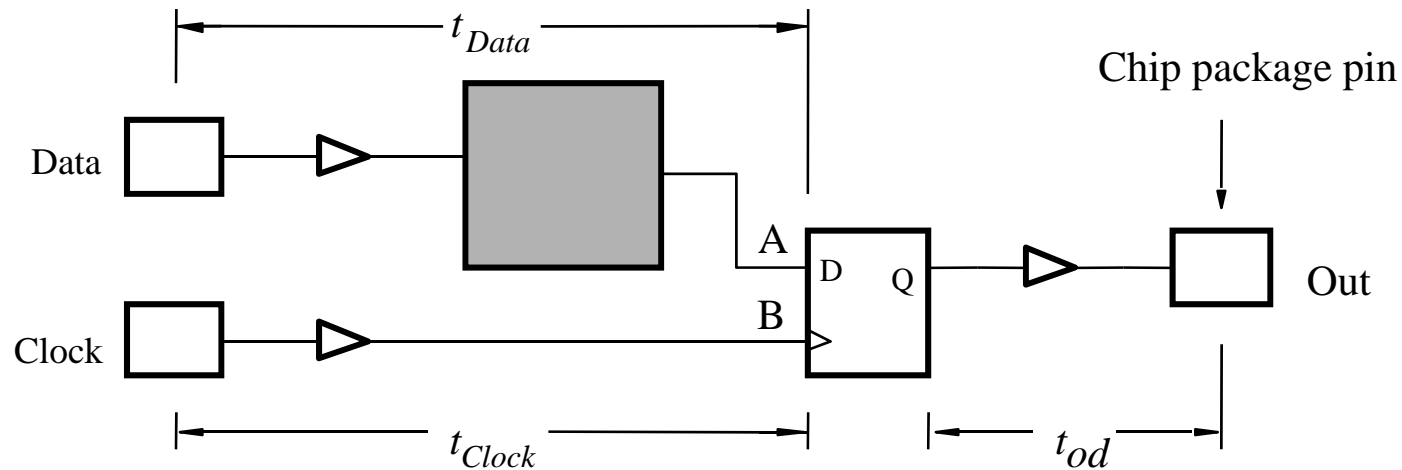 t_Data
Chip package pin
Data
A
D
Q
Out
B
Clock
t_Clock
t_od